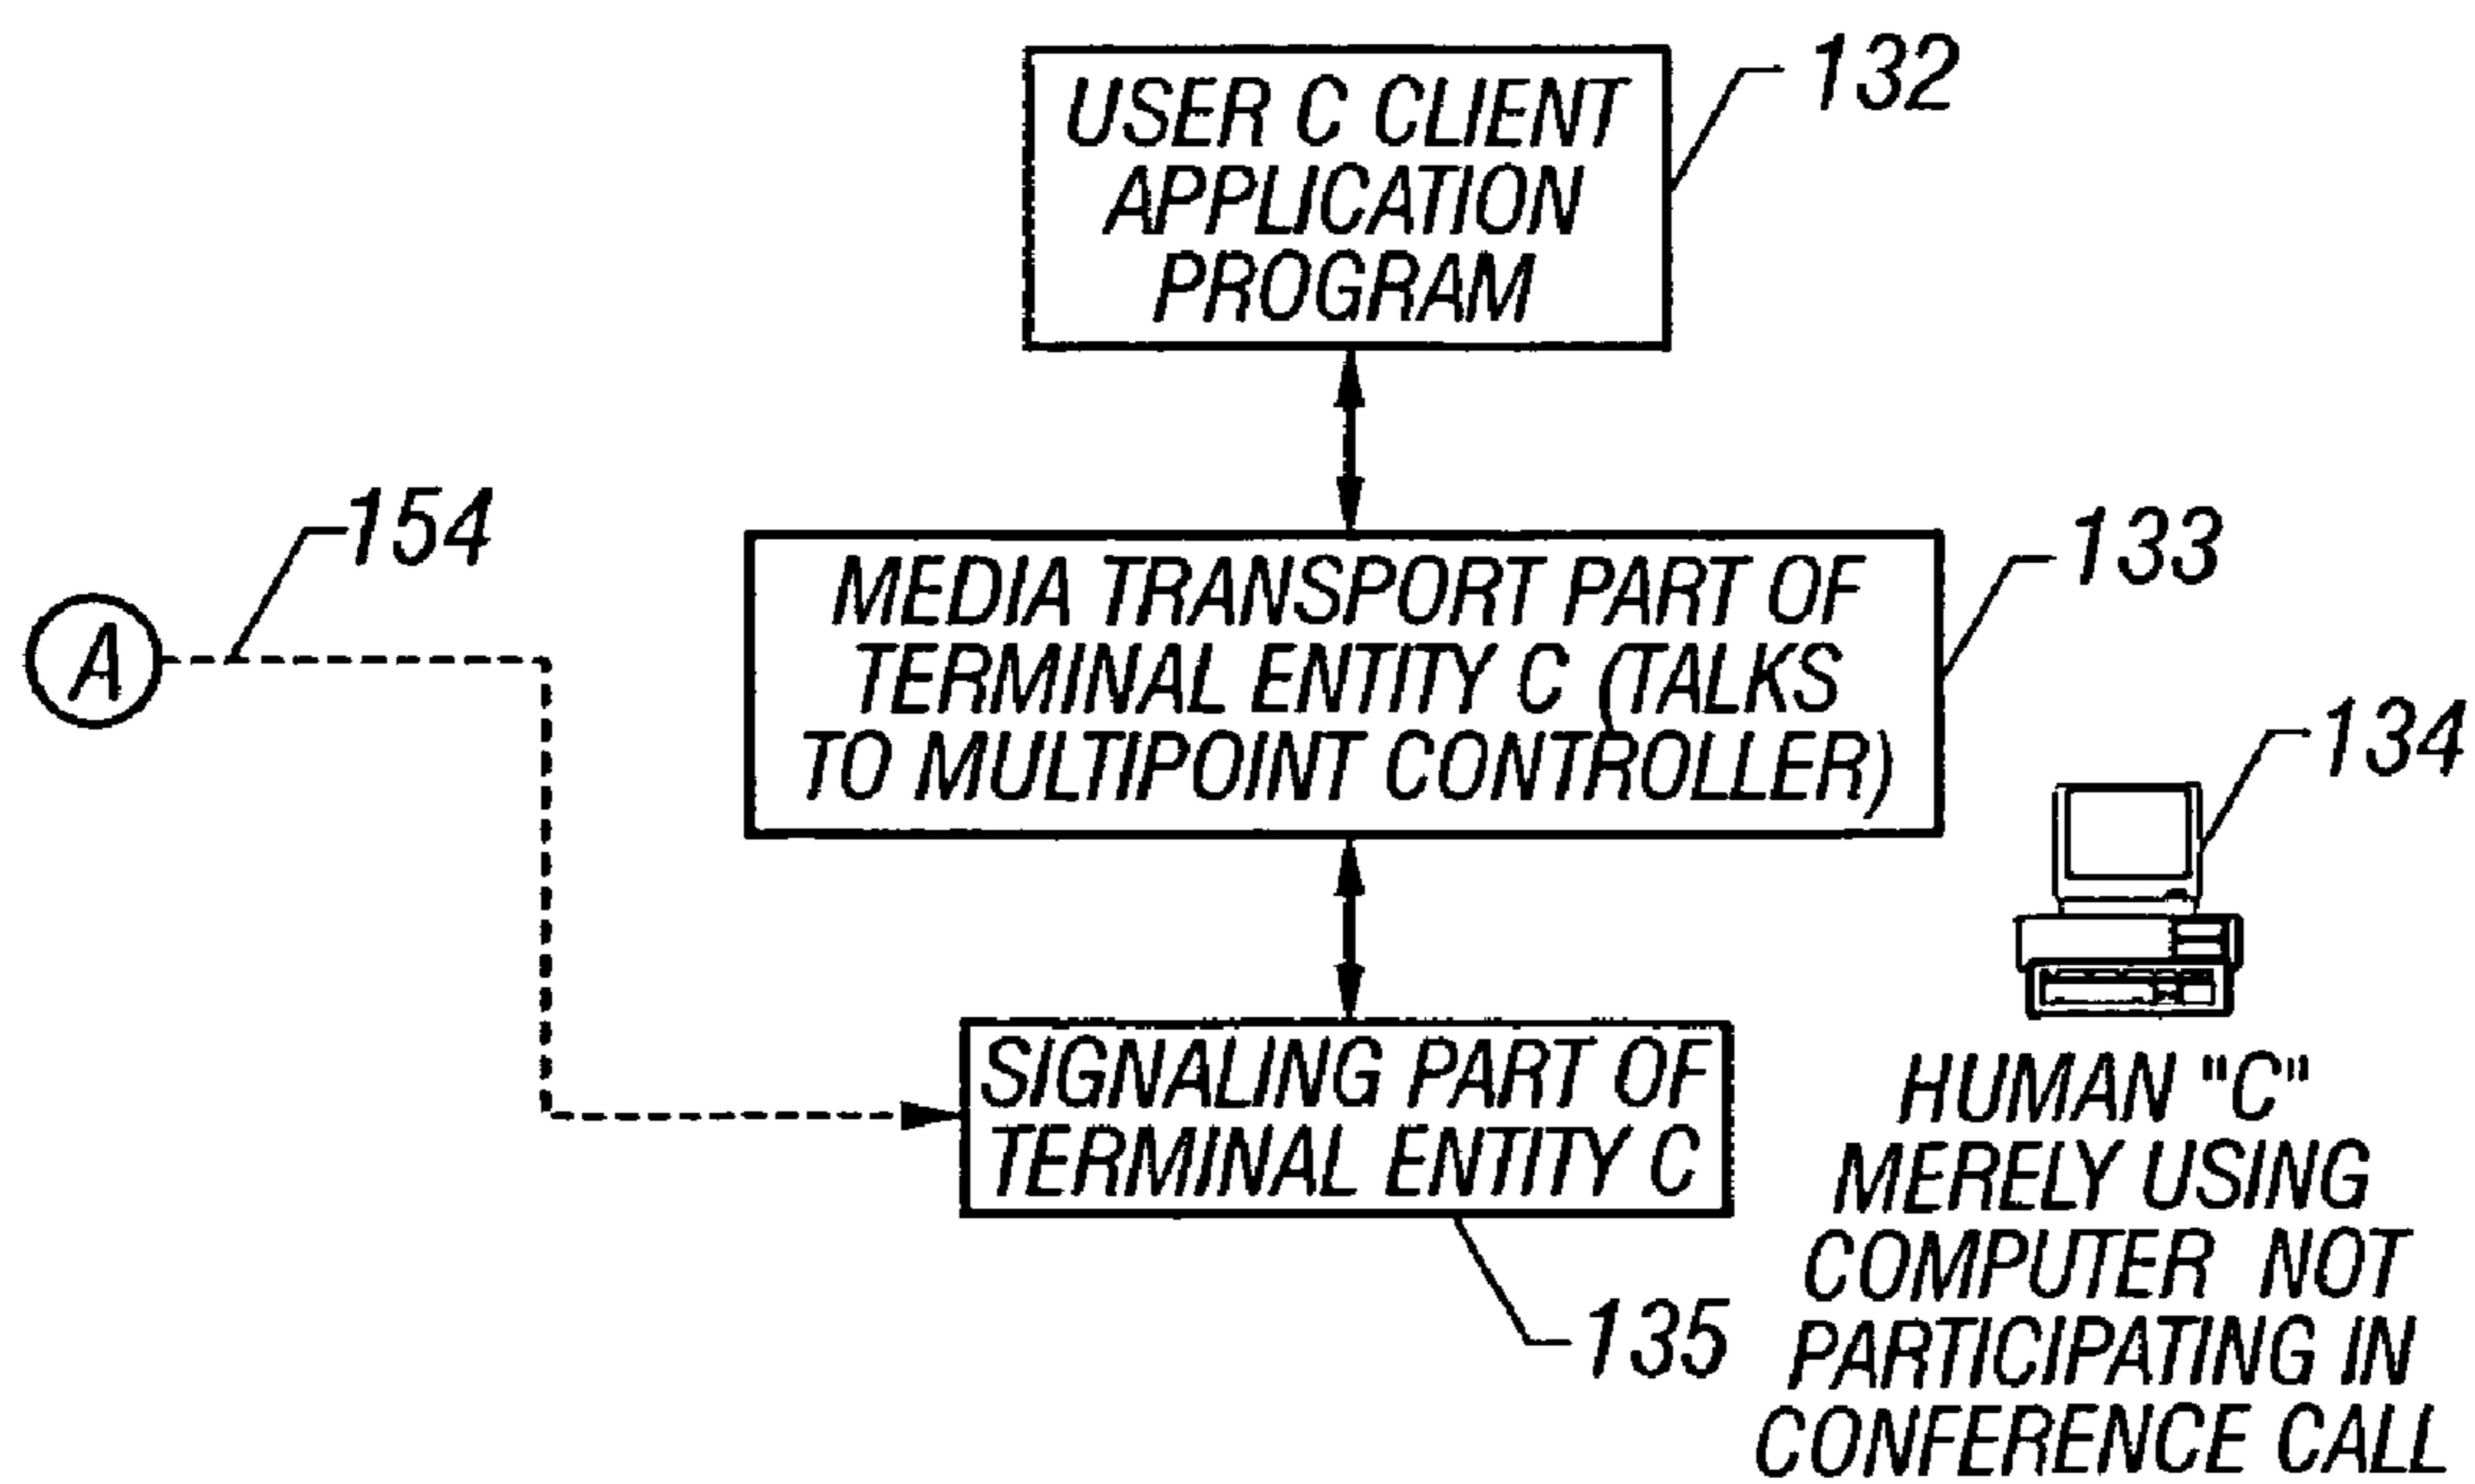 USER C CLIENT
APPLICATION
PROGRAM
132
154
A
MEDIA TRANSPORT PART OF
TERMINAL ENTITY C (TALKS
TO MULTIPOINT CONTROLLER)
133
134
SIGNALING PART OF
TERMINAL ENTITY C
135
HUMAN "C"
MERELY USING
COMPUTER NOT
PARTICIPATING IN
CONFERENCE CALL